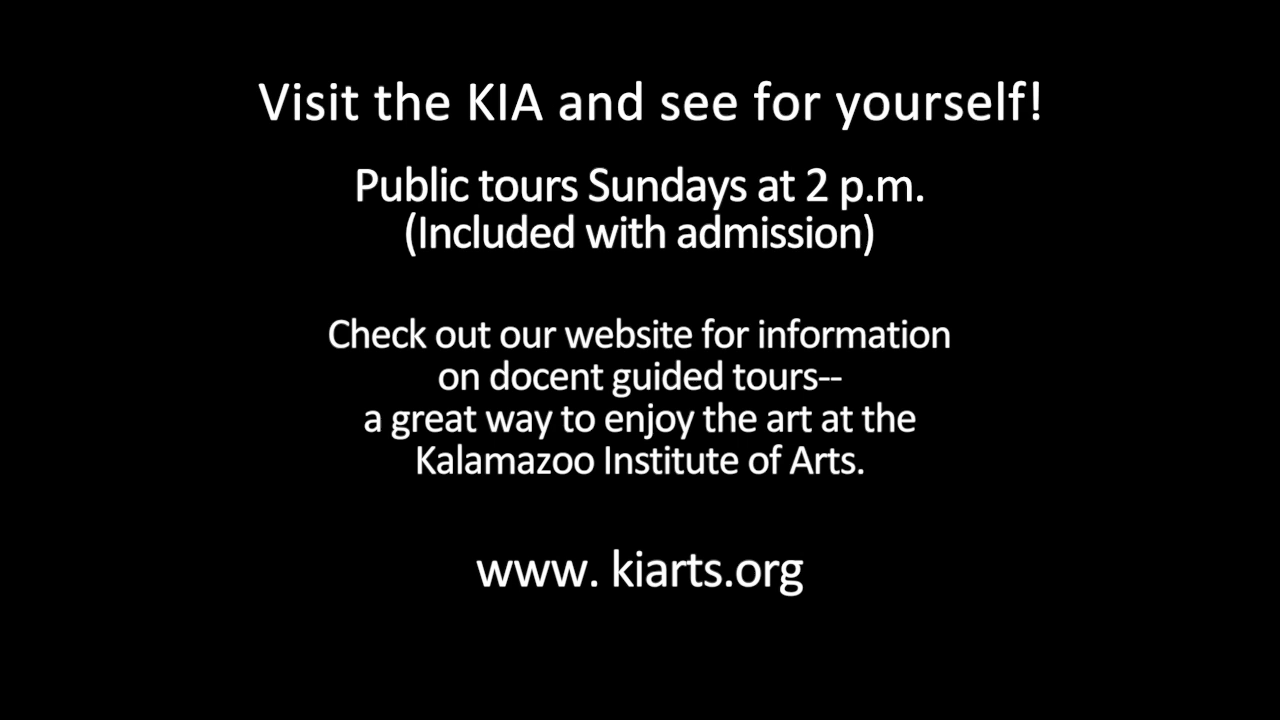 Visit the KIA and see for yourself!
Public tours Sundays at 2 p.m.
(Included with admission)
Check out our website for information
on docent guided tours--
a great way to enjoy the art at the
Kalamazoo Institute of Arts.
www. kiarts.org